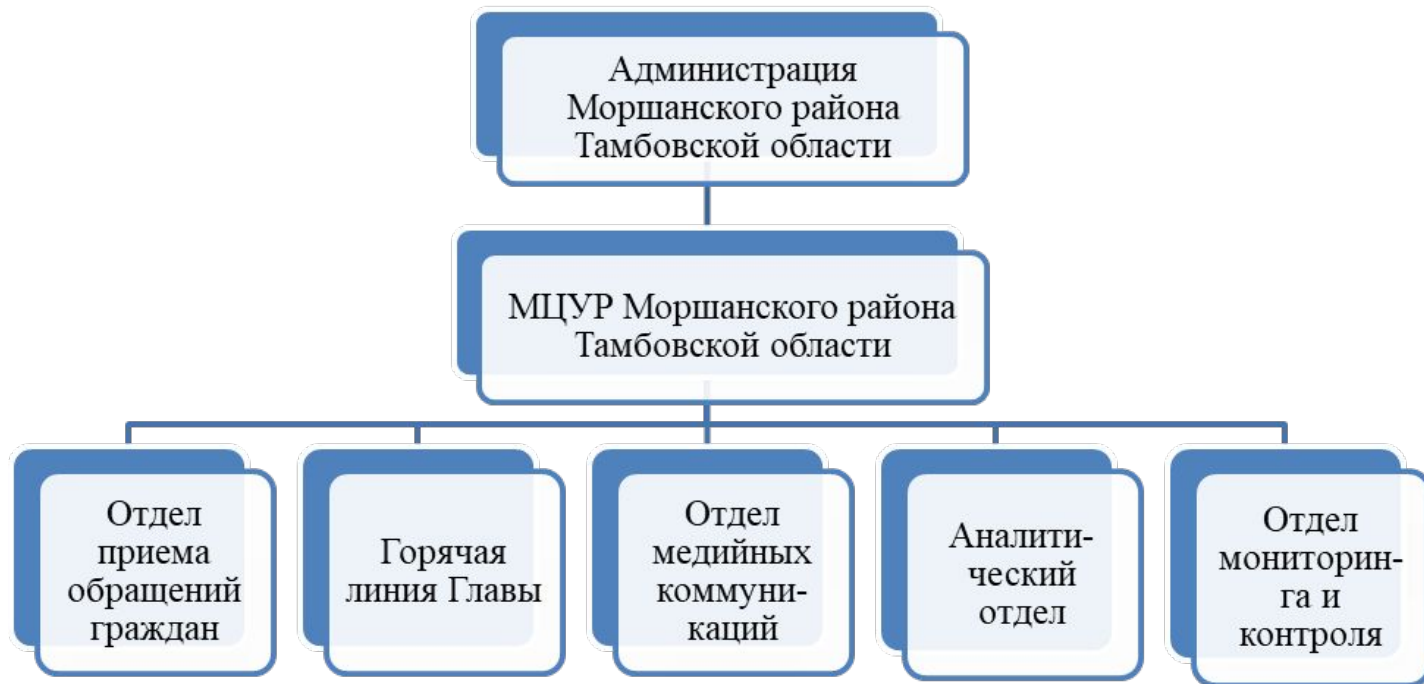 Администрация
Моршанского района
Тамбовской области
МЦУР Моршанского района
Тамбовской области
Отдел
приема
обращений
граждан
Горячая
линия Главы
Отдел
медийных
коммуни-
каций
Аналити-
ческий
отдел
Отдел
мониторин-
га и
контроля